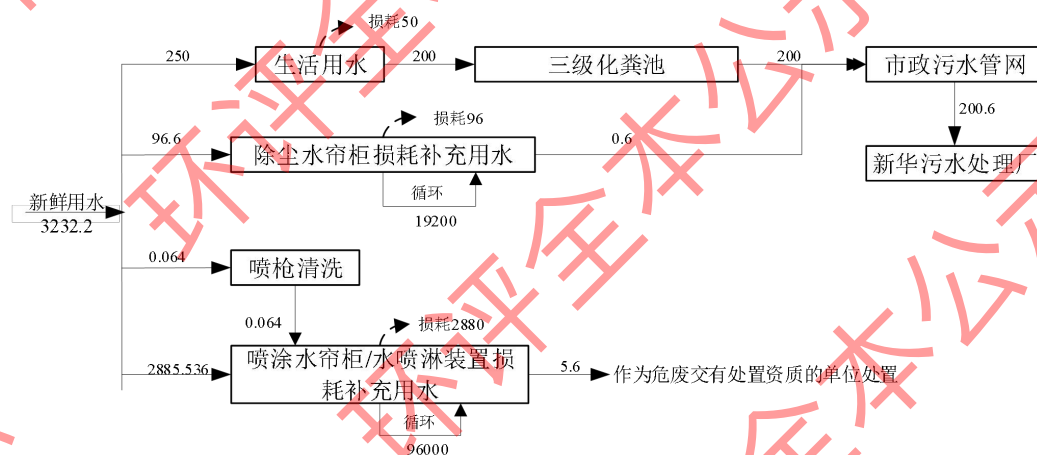 损耗50
250
生活用水
200
三级化粪池
200
市政污水管网
200.6
新华污水处理厂
损耗96
96.6
除尘水帘柜损耗补充用水
0.6
循环
19200
新鲜用水
3232.2
0.064
喷枪清洗
0.064
损耗2880
2885.536
喷涂水帘柜/水喷淋装置损
耗补充用水
5.6
作为危废交有处置资质的单位处置
循环
96000
环评全本公示
环评全本公示
环评全本公示